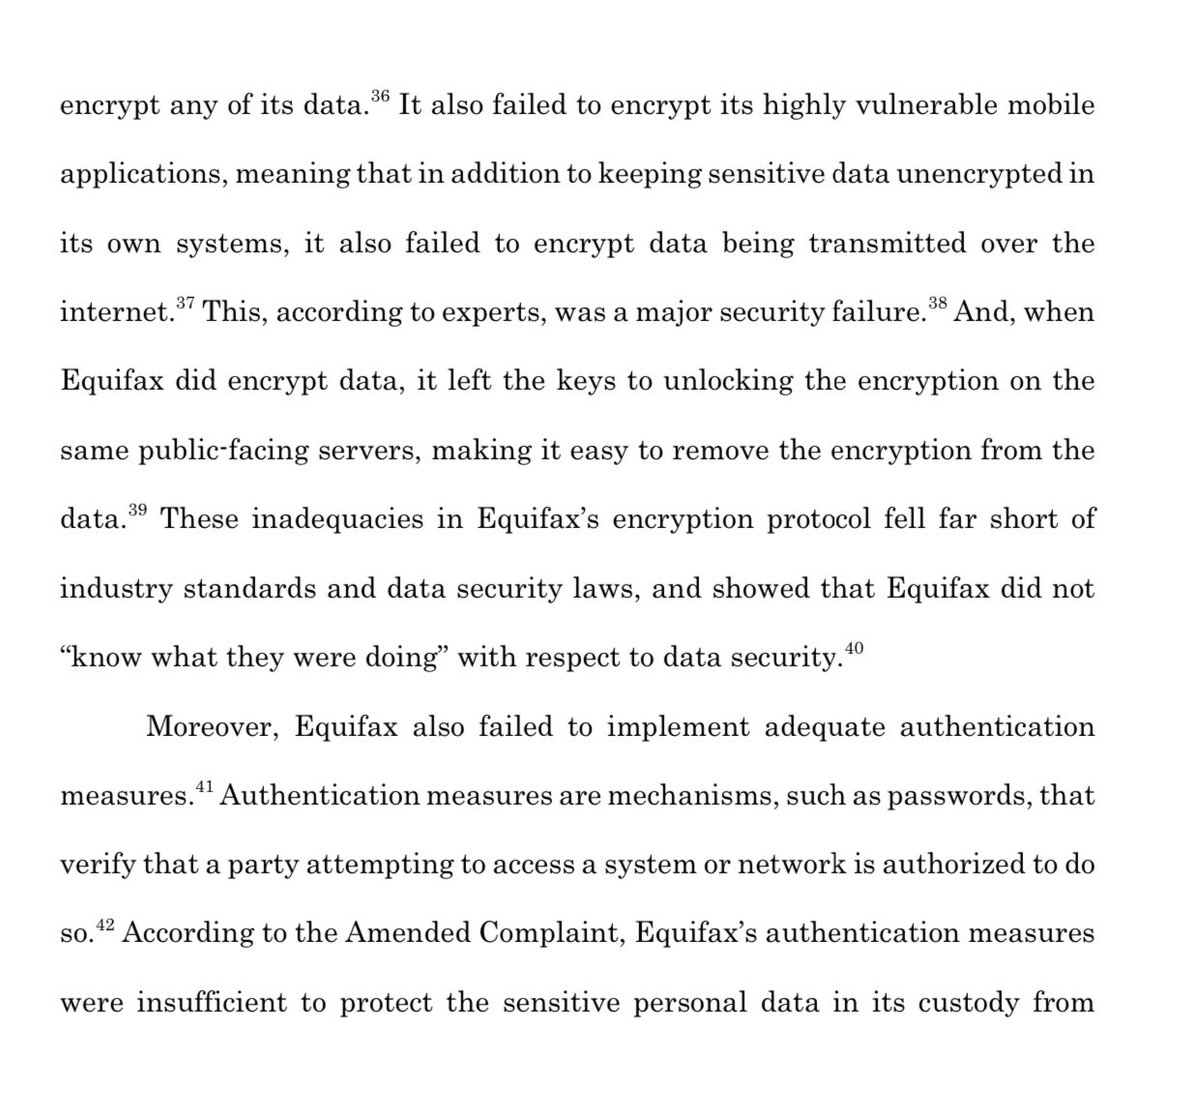 encrypt any of its data.36 It also failed to encrypt its highly vulnerable mobile
applications, meaning that in addition to keeping sensitive data unencrypted in
its own systems, it also failed to encrypt data being transmitted over the
internet.37 This, according to experts, was a major security failure.38 And, when
Equifax did encrypt data, it left the keys to unlocking the encryption on the
same public-facing servers, making it easy to remove the encryption from the
data.39 These inadequacies in Equifax’s encryption protocol fell far short of
industry standards and data security laws, and showed that Equifax did not
“know what they were doing” with respect to data security.40
Moreover, Equifax also failed to implement adequate authentication
measures.41 Authentication measures are mechanisms, such as passwords, that
verify that a party attempting to access a system or network is authorized to do
so.42 According to the Amended Complaint, Equifax’s authentication measures
were insufficient to protect the sensitive personal data in its custody from